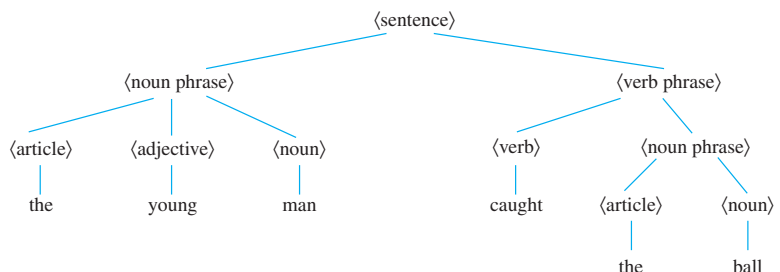 ⟨sentence⟩
⟨noun phrase⟩ ⟨verb phrase⟩
⟨article⟩ ⟨adjective⟩ ⟨noun⟩ ⟨verb⟩ ⟨noun phrase⟩
the young man caught ⟨article⟩ ⟨noun⟩
the ball